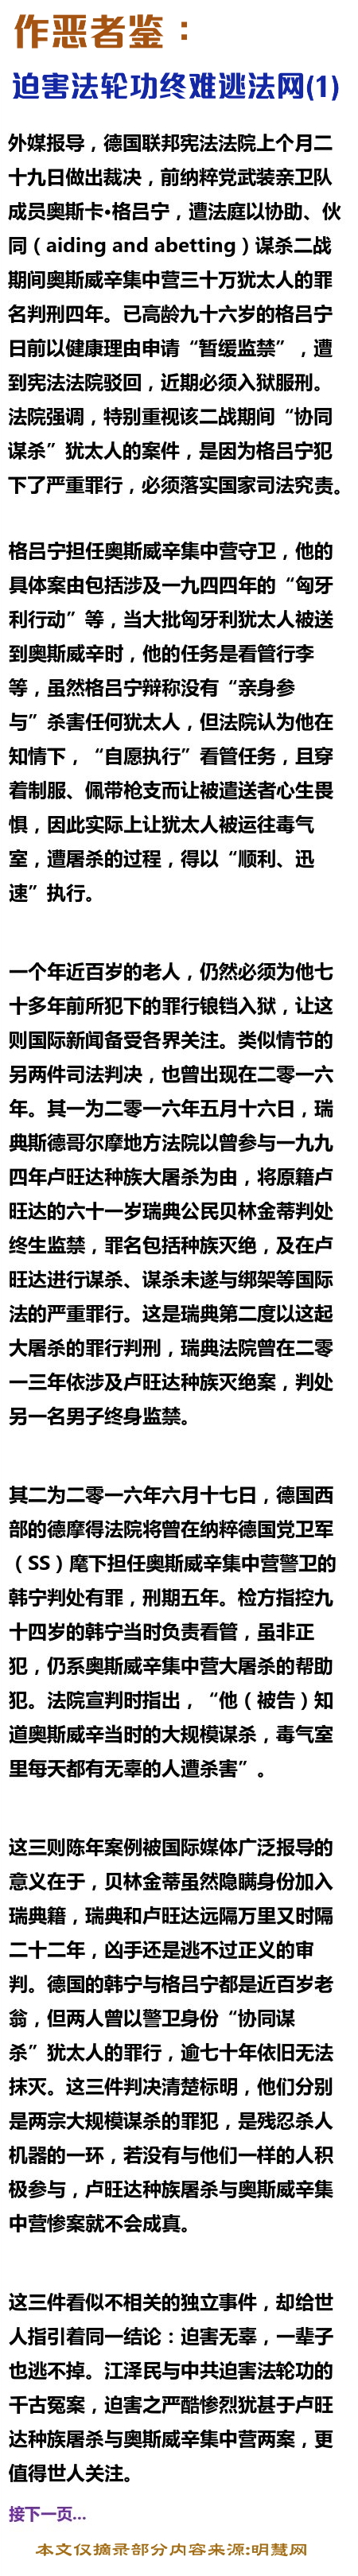 作恶者鉴：
迫害法轮功终难逃法网(1)
外媒报导，德国联邦宪法法院上个月二
十九日做出裁决，前纳粹党武装亲卫队
成员奥斯卡•格吕宁，遭法庭以协助、伙
同（aiding and abetting）谋杀二战
期间奥斯威辛集中营三十万犹太人的罪
名判刑四年。已高龄九十六岁的格吕宁
日前以健康理由申请“暂缓监禁”，遭
到宪法法院驳回，近期必须入狱服刑。
法院强调，特别重视该二战期间“协同
谋杀”犹太人的案件，是因为格吕宁犯
下了严重罪行，必须落实国家司法究责。
格吕宁担任奥斯威辛集中营守卫，他的
具体案由包括涉及一九四四年的“匈牙
利行动”等，当大批匈牙利犹太人被送
到奥斯威辛时，他的任务是看管行李
等，虽然格吕宁辩称没有“亲身参
与”杀害任何犹太人，但法院认为他在
知情下，“自愿执行”看管任务，且穿
着制服、佩带枪支而让被遣送者心生畏
惧，因此实际上让犹太人被运往毒气
室，遭屠杀的过程，得以“顺利、迅
速”执行。
一个年近百岁的老人，仍然必须为他七
十多年前所犯下的罪行锒铛入狱，让这
则国际新闻备受各界关注。类似情节的
另两件司法判决，也曾出现在二零一六
年。其一为二零一六年五月十六日，瑞
典斯德哥尔摩地方法院以曾参与一九九
四年卢旺达种族大屠杀为由，将原籍卢
旺达的六十一岁瑞典公民贝林金蒂判处
终生监禁，罪名包括种族灭绝，及在卢
旺达进行谋杀、谋杀未遂与绑架等国际
法的严重罪行。这是瑞典第二度以这起
大屠杀的罪行判刑，瑞典法院曾在二零
一三年依涉及卢旺达种族灭绝案，判处
另一名男子终身监禁。
其二为二零一六年六月十七日，德国西
部的德摩得法院将曾在纳粹德国党卫军
（SS）麾下担任奥斯威辛集中营警卫的
韩宁判处有罪，刑期五年。检方指控九
十四岁的韩宁当时负责看管，虽非正
犯，仍系奥斯威辛集中营大屠杀的帮助
犯。法院宣判时指出，“他（被告）知
道奥斯威辛当时的大规模谋杀，毒气室
里每天都有无辜的人遭杀害”。
这三则陈年案例被国际媒体广泛报导的
意义在于，贝林金蒂虽然隐瞒身份加入
瑞典籍，瑞典和卢旺达远隔万里又时隔
二十二年，凶手还是逃不过正义的审
判。德国的韩宁与格吕宁都是近百岁老
翁，但两人曾以警卫身份“协同谋
杀”犹太人的罪行，逾七十年依旧无法
抹灭。这三件判决清楚标明，他们分别
是两宗大规模谋杀的罪犯，是残忍杀人
机器的一环，若没有与他们一样的人积
极参与，卢旺达种族屠杀与奥斯威辛集
中营惨案就不会成真。
这三件看似不相关的独立事件，却给世
人指引着同一结论：迫害无辜，一辈子
也逃不掉。江泽民与中共迫害法轮功的
千古冤案，迫害之严酷惨烈犹甚于卢旺
达种族屠杀与奥斯威辛集中营两案，更
值得世人关注。
接下一页...
本文仅摘录部分内容来源:明慧网